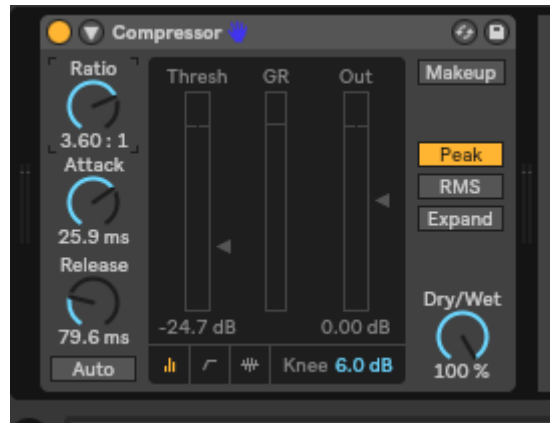 Compressor
Ratio
3.60 : 1
Attack
25.9 ms
Release
79.6 ms
Auto
Thresh GR Out
-24.7 dB 0.00 dB
Knee 6.0 dB
Makeup
Peak
RMS
Expand
Dry/Wet
100 %